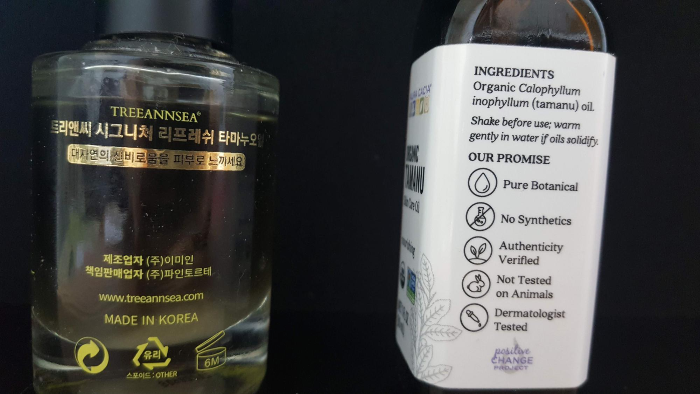 TREEANNSEA®
트리앤씨 시그니처 리프레쉬 타마누오일
대자연의 신비로움을 피부로 느끼세요
제조업자 (주)이미인
책임판매업자 (주)파인토르테
www.treeannsea.com
MADE IN KOREA
유리
6M
스포이드 : OTHER
INGREDIENTS
Organic Calophyllum
inophyllum (tamanu) oil.
Shake before use; warm
gently in water if oils solidify.
OUR PROMISE
Pure Botanical
No Synthetics
Authenticity
Verified
Not Tested
on Animals
Dermatologist
Tested
positive
CHANGE
PROJECT
TAMANU